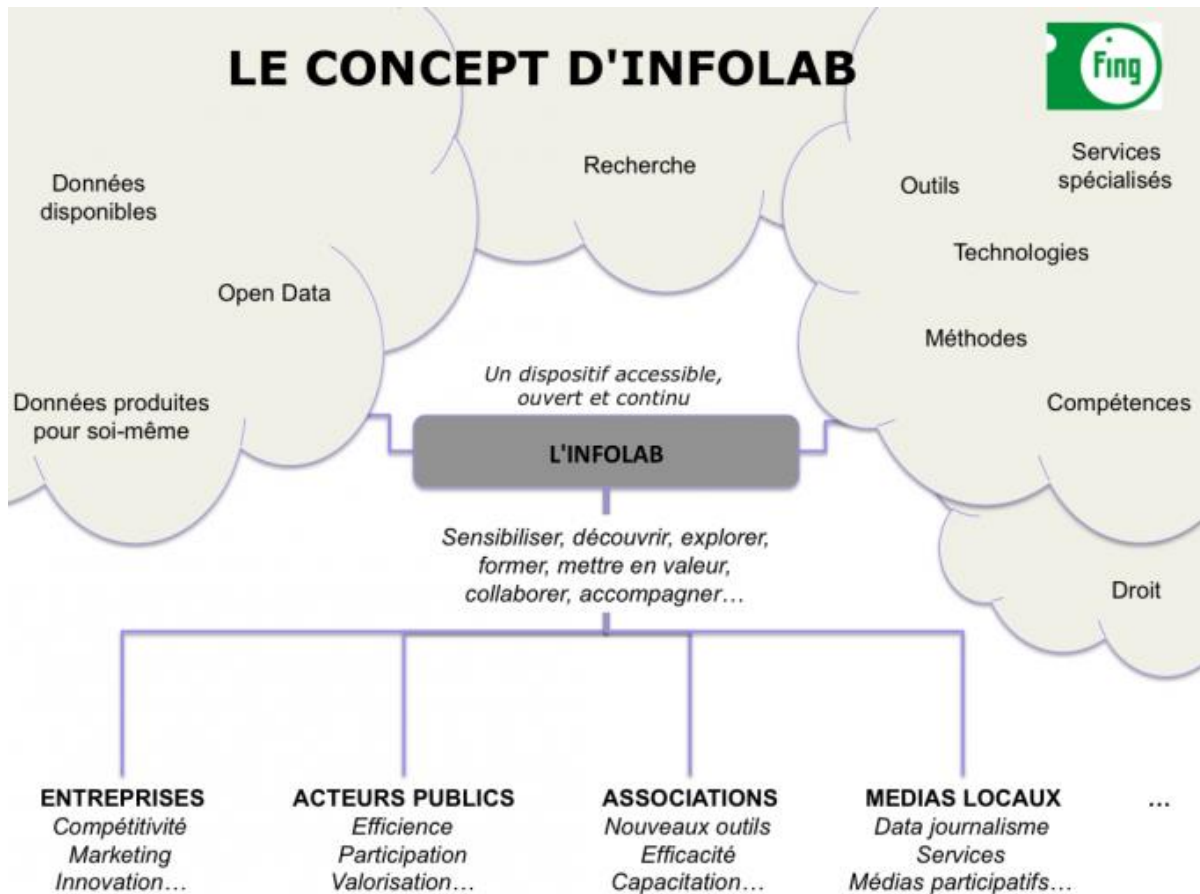 LE CONCEPT D'INFOLAB
Fing
Données
disponibles
Open Data
Données produites
pour soi-même
Recherche
Services
spécialisés
Outils
Technologies
Méthodes
Compétences
Droit
Un dispositif accessible,
ouvert et continu
L'INFOLAB
Sensibiliser, découvrir, explorer,
former, mettre en valeur,
collaborer, accompagner…
ENTREPRISES
Compétitivité
Marketing
Innovation…
ACTEURS PUBLICS
Efficience
Participation
Valorisation…
ASSOCIATIONS
Nouveaux outils
Efficacité
Capacitation…
MEDIAS LOCAUX
Data journalisme
Services
Médias participatifs…
…